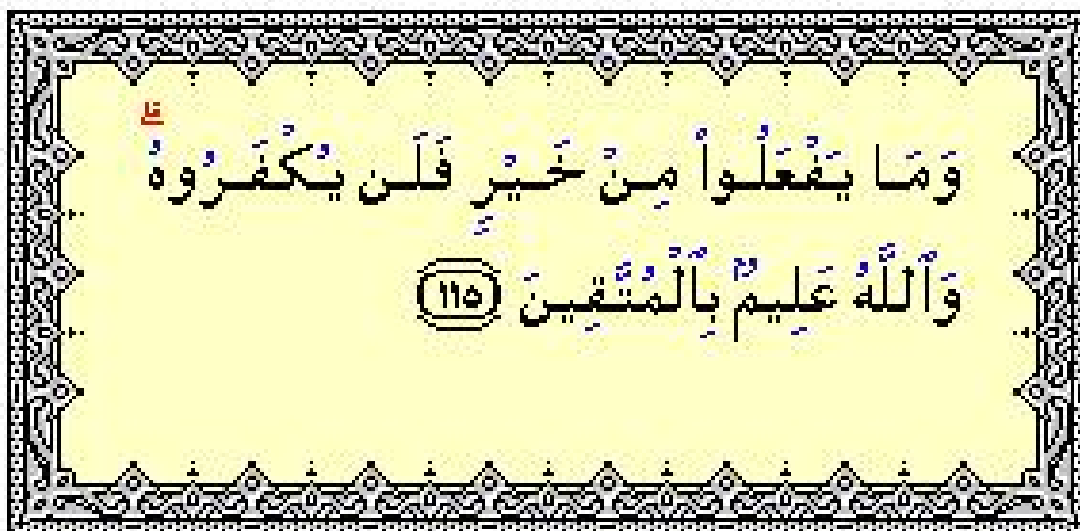 وَمَا يَفْعَلُوا۟ مِنْ خَيْرٍ فَلَن يُكْفَرُوهُ ۗ
وَٱللَّهُ عَلِيمٌۢ بِٱلْمُتَّقِينَ ١١٥